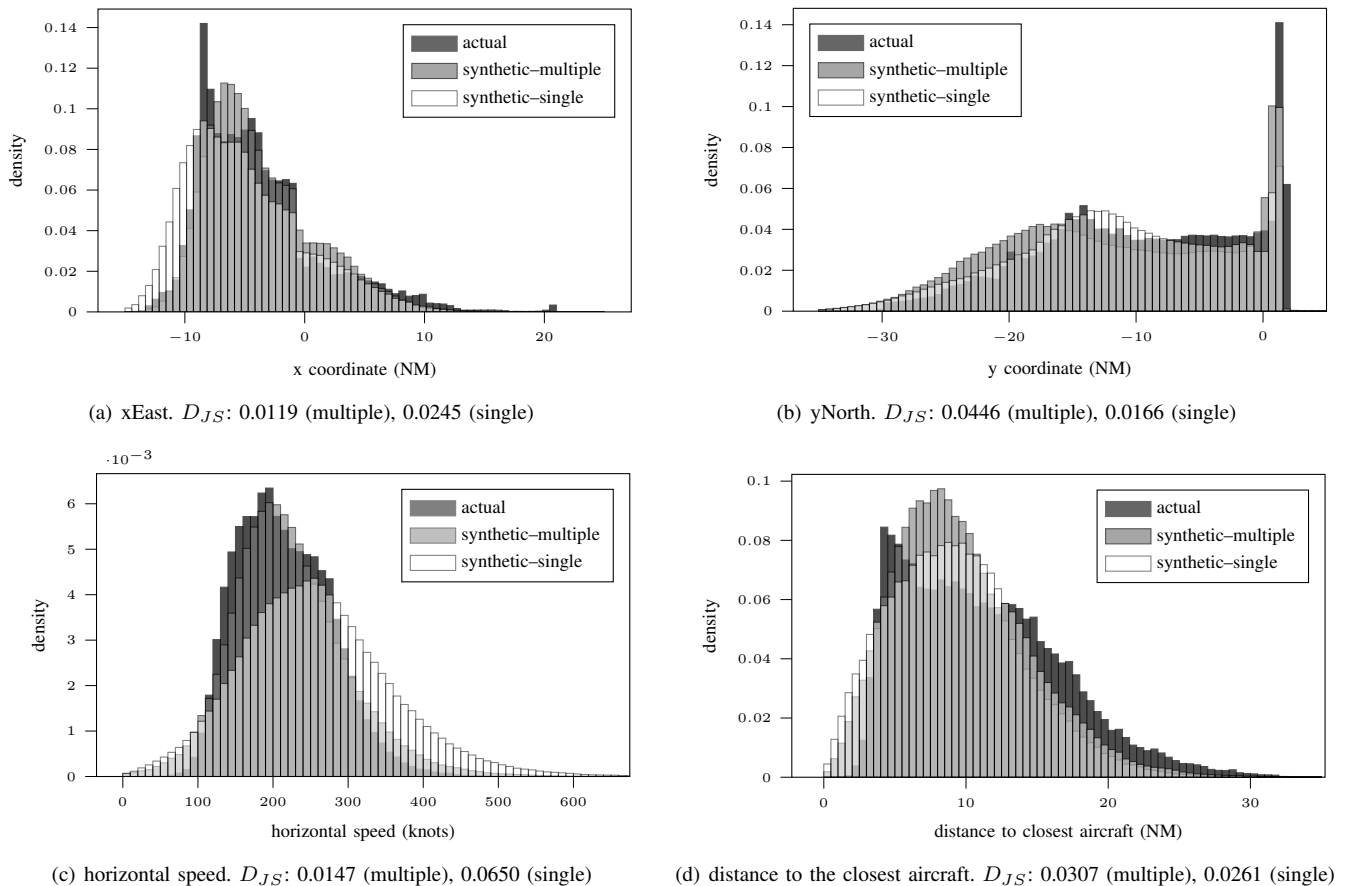 0.14
0.12
0.1
0.08
0.06
0.04
0.02
0
density
−10
0
10
20
x coordinate (NM)
actual
synthetic–multiple
synthetic–single
(a) xEast. D_JS: 0.0119 (multiple), 0.0245 (single)
0.14
0.12
0.1
0.08
0.06
0.04
0.02
0
density
−30
−20
−10
0
y coordinate (NM)
actual
synthetic–multiple
synthetic–single
(b) yNorth. D_JS: 0.0446 (multiple), 0.0166 (single)
·10−3
6
5
4
3
2
1
0
density
0
100
200
300
400
500
600
horizontal speed (knots)
actual
synthetic–multiple
synthetic–single
(c) horizontal speed. D_JS: 0.0147 (multiple), 0.0650 (single)
0.1
0.08
0.06
0.04
0.02
0
density
0
10
20
30
distance to closest aircraft (NM)
actual
synthetic–multiple
synthetic–single
(d) distance to the closest aircraft. D_JS: 0.0307 (multiple), 0.0261 (single)